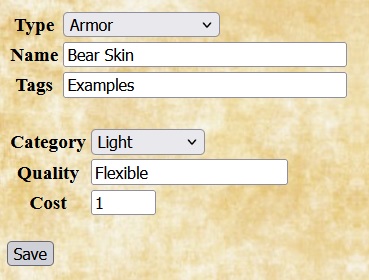 Type Armor
Name Bear Skin
Tags Examples
Category Light
Quality Flexible
Cost 1
Save